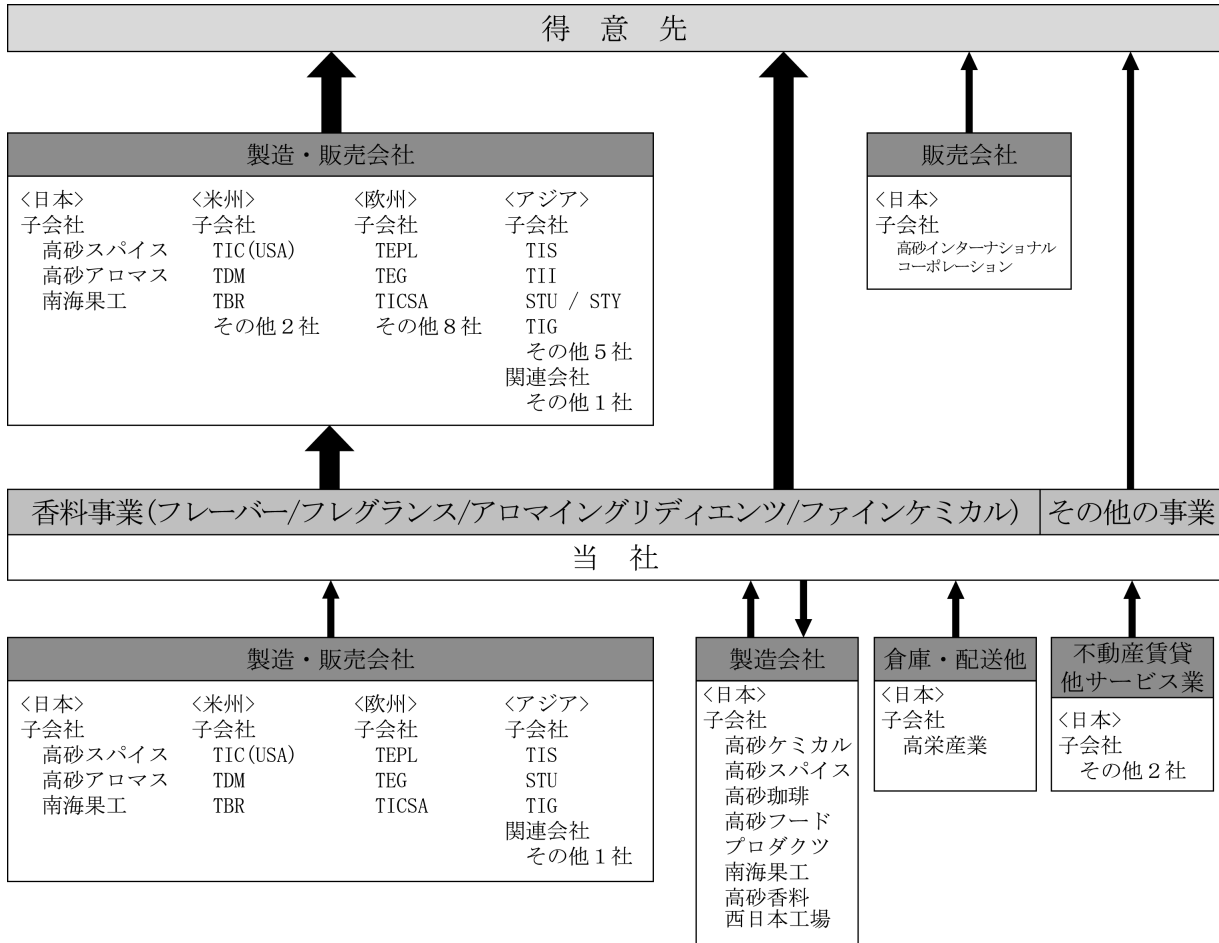 得 意 先
製造・販売会社
<日本>
子会社
高砂スパイス
高砂アロマス
南海果工
<米州>
子会社
TIC(USA)
TDM
TBR
その他２社
<欧州>
子会社
TEPL
TEG
TICSA
その他８社
<アジア>
子会社
TIS
TII
STU / STY
TIG
その他５社
関連会社
その他１社
販売会社
<日本>
子会社
高砂インターナショナル
コーポレーション
香料事業(フレーバー/フレグランス/アロマイングリディエンツ/ファインケミカル)
その他の事業
当 社
製造・販売会社
<日本>
子会社
高砂スパイス
高砂アロマス
南海果工
<米州>
子会社
TIC(USA)
TDM
TBR
<欧州>
子会社
TEPL
TEG
TICSA
<アジア>
子会社
TIS
STU
TIG
関連会社
その他１社
製造会社
<日本>
子会社
高砂ケミカル
高砂スパイス
高砂珈琲
高砂フード
プロダクツ
南海果工
高砂香料
西日本工場
倉庫・配送他
<日本>
子会社
高栄産業
不動産賃貸
他サービス業
<日本>
子会社
その他２社